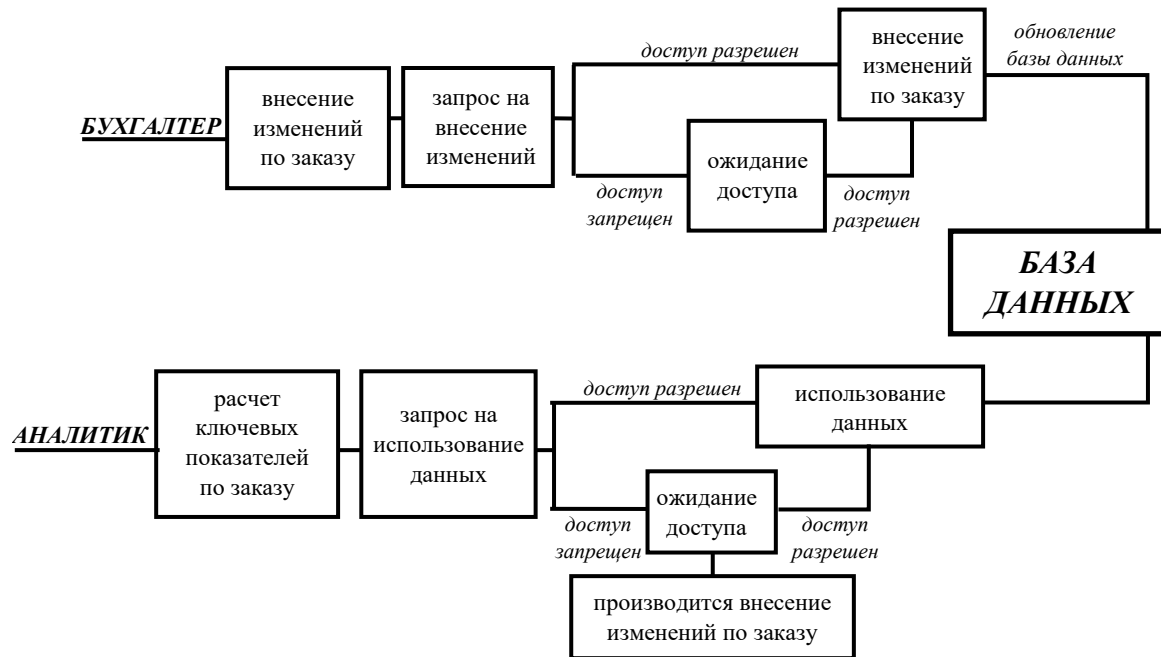 БУХГАЛТЕР
внесение
изменений
по заказу
запрос на
внесение
изменений
доступ разрешен
доступ
запрещен
ожидание
доступа
доступ
разрешен
внесение
изменений
по заказу
обновление
базы данных
БАЗА
ДАННЫХ
АНАЛИТИК
расчет
ключевых
показателей
по заказу
запрос на
использование
данных
доступ разрешен
доступ
запрещен
ожидание
доступа
доступ
разрешен
использование
данных
производится внесение
изменений по заказу